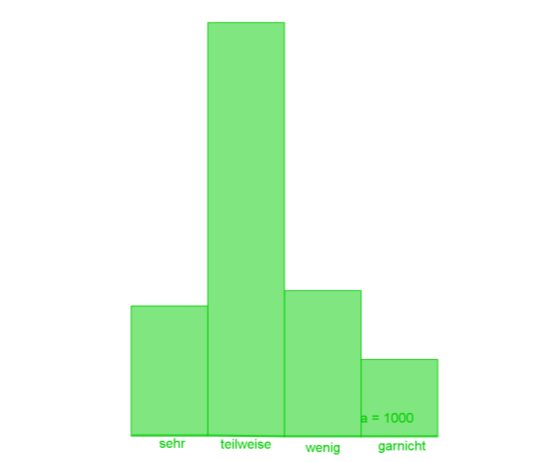 a = 1000
sehr
teilweise
wenig
garnicht